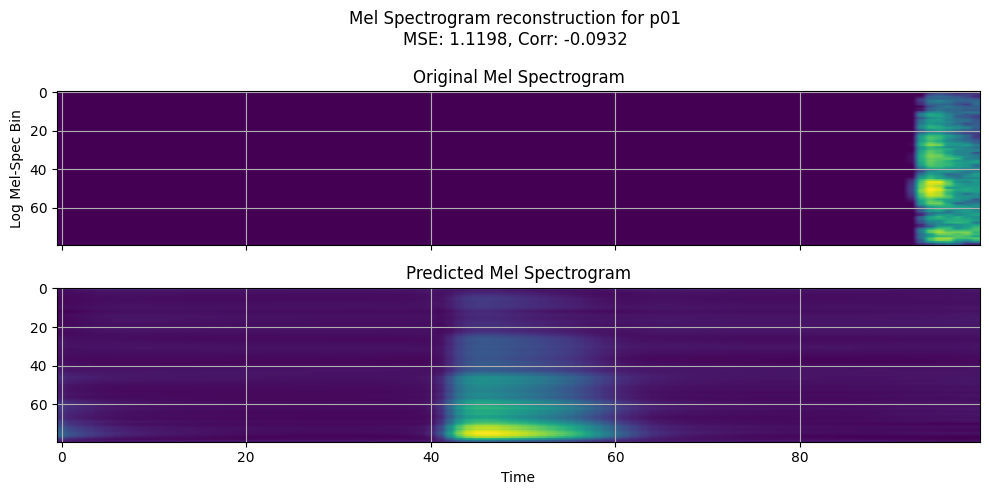 Mel Spectrogram reconstruction for p01
MSE: 1.1198, Corr: -0.0932
Original Mel Spectrogram
0
20
40
60
Log Mel-Spec Bin
Predicted Mel Spectrogram
0
20
40
60
0 20 40 60 80
Time